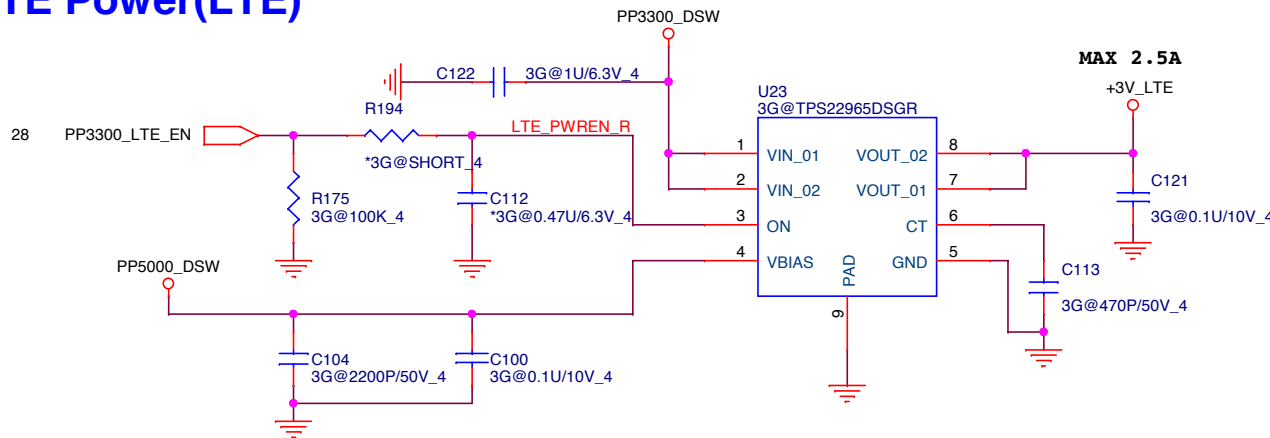 TE Power(LTE)
PP3300_DSW
MAX 2.5A
+3V_LTE
C122
3G@1U/6.3V_4
U23
3G@TPS22965DSGR
28
PP3300_LTE_EN
R194
*3G@SHORT_4
LTE_PWREN_R
R175
3G@100K_4
C112
*3G@0.47U/6.3V_4
1
VIN_01
2
VIN_02
3
ON
4
VBIAS
VOUT_02
8
VOUT_01
7
CT
6
GND
5
PAD
9
C121
3G@0.1U/10V_4
C113
3G@470P/50V_4
PP5000_DSW
C104
3G@2200P/50V_4
C100
3G@0.1U/10V_4